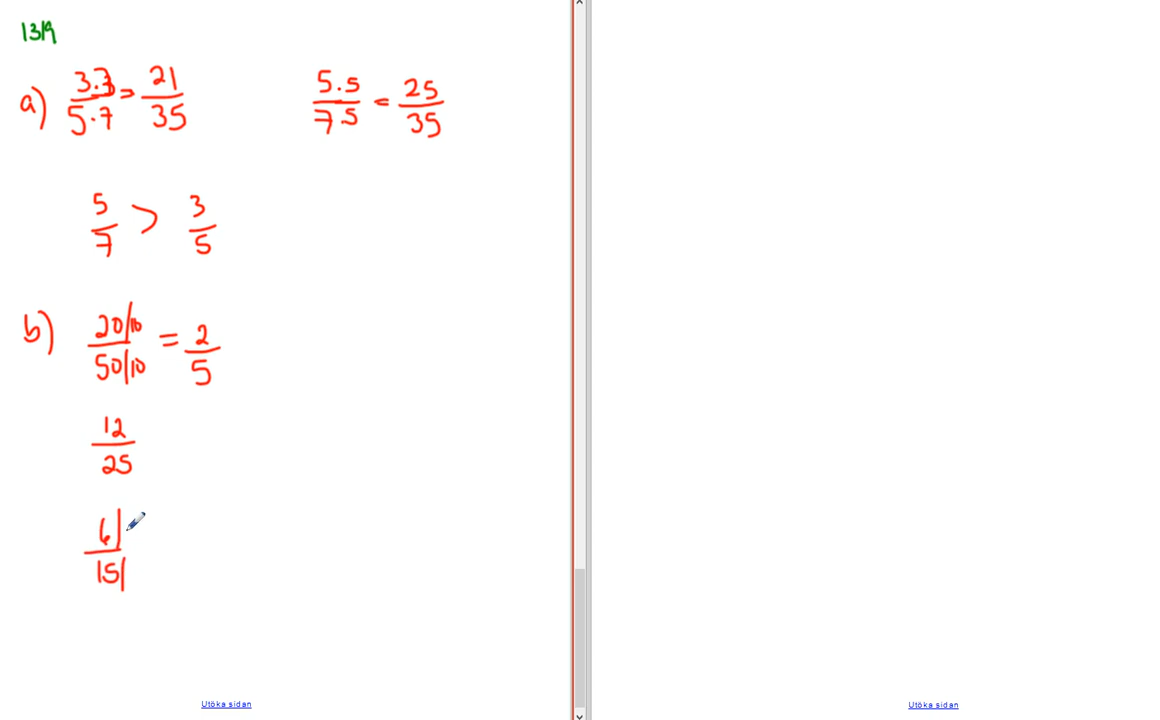 1319
a) 3.3/5.7 = 21/35
5.5/7 5 = 25/35
5/7 > 3/5
b) 20/10 / 50/10 = 2/5
12/25
6| / 15|
Utöka sidan
Utöka sidan